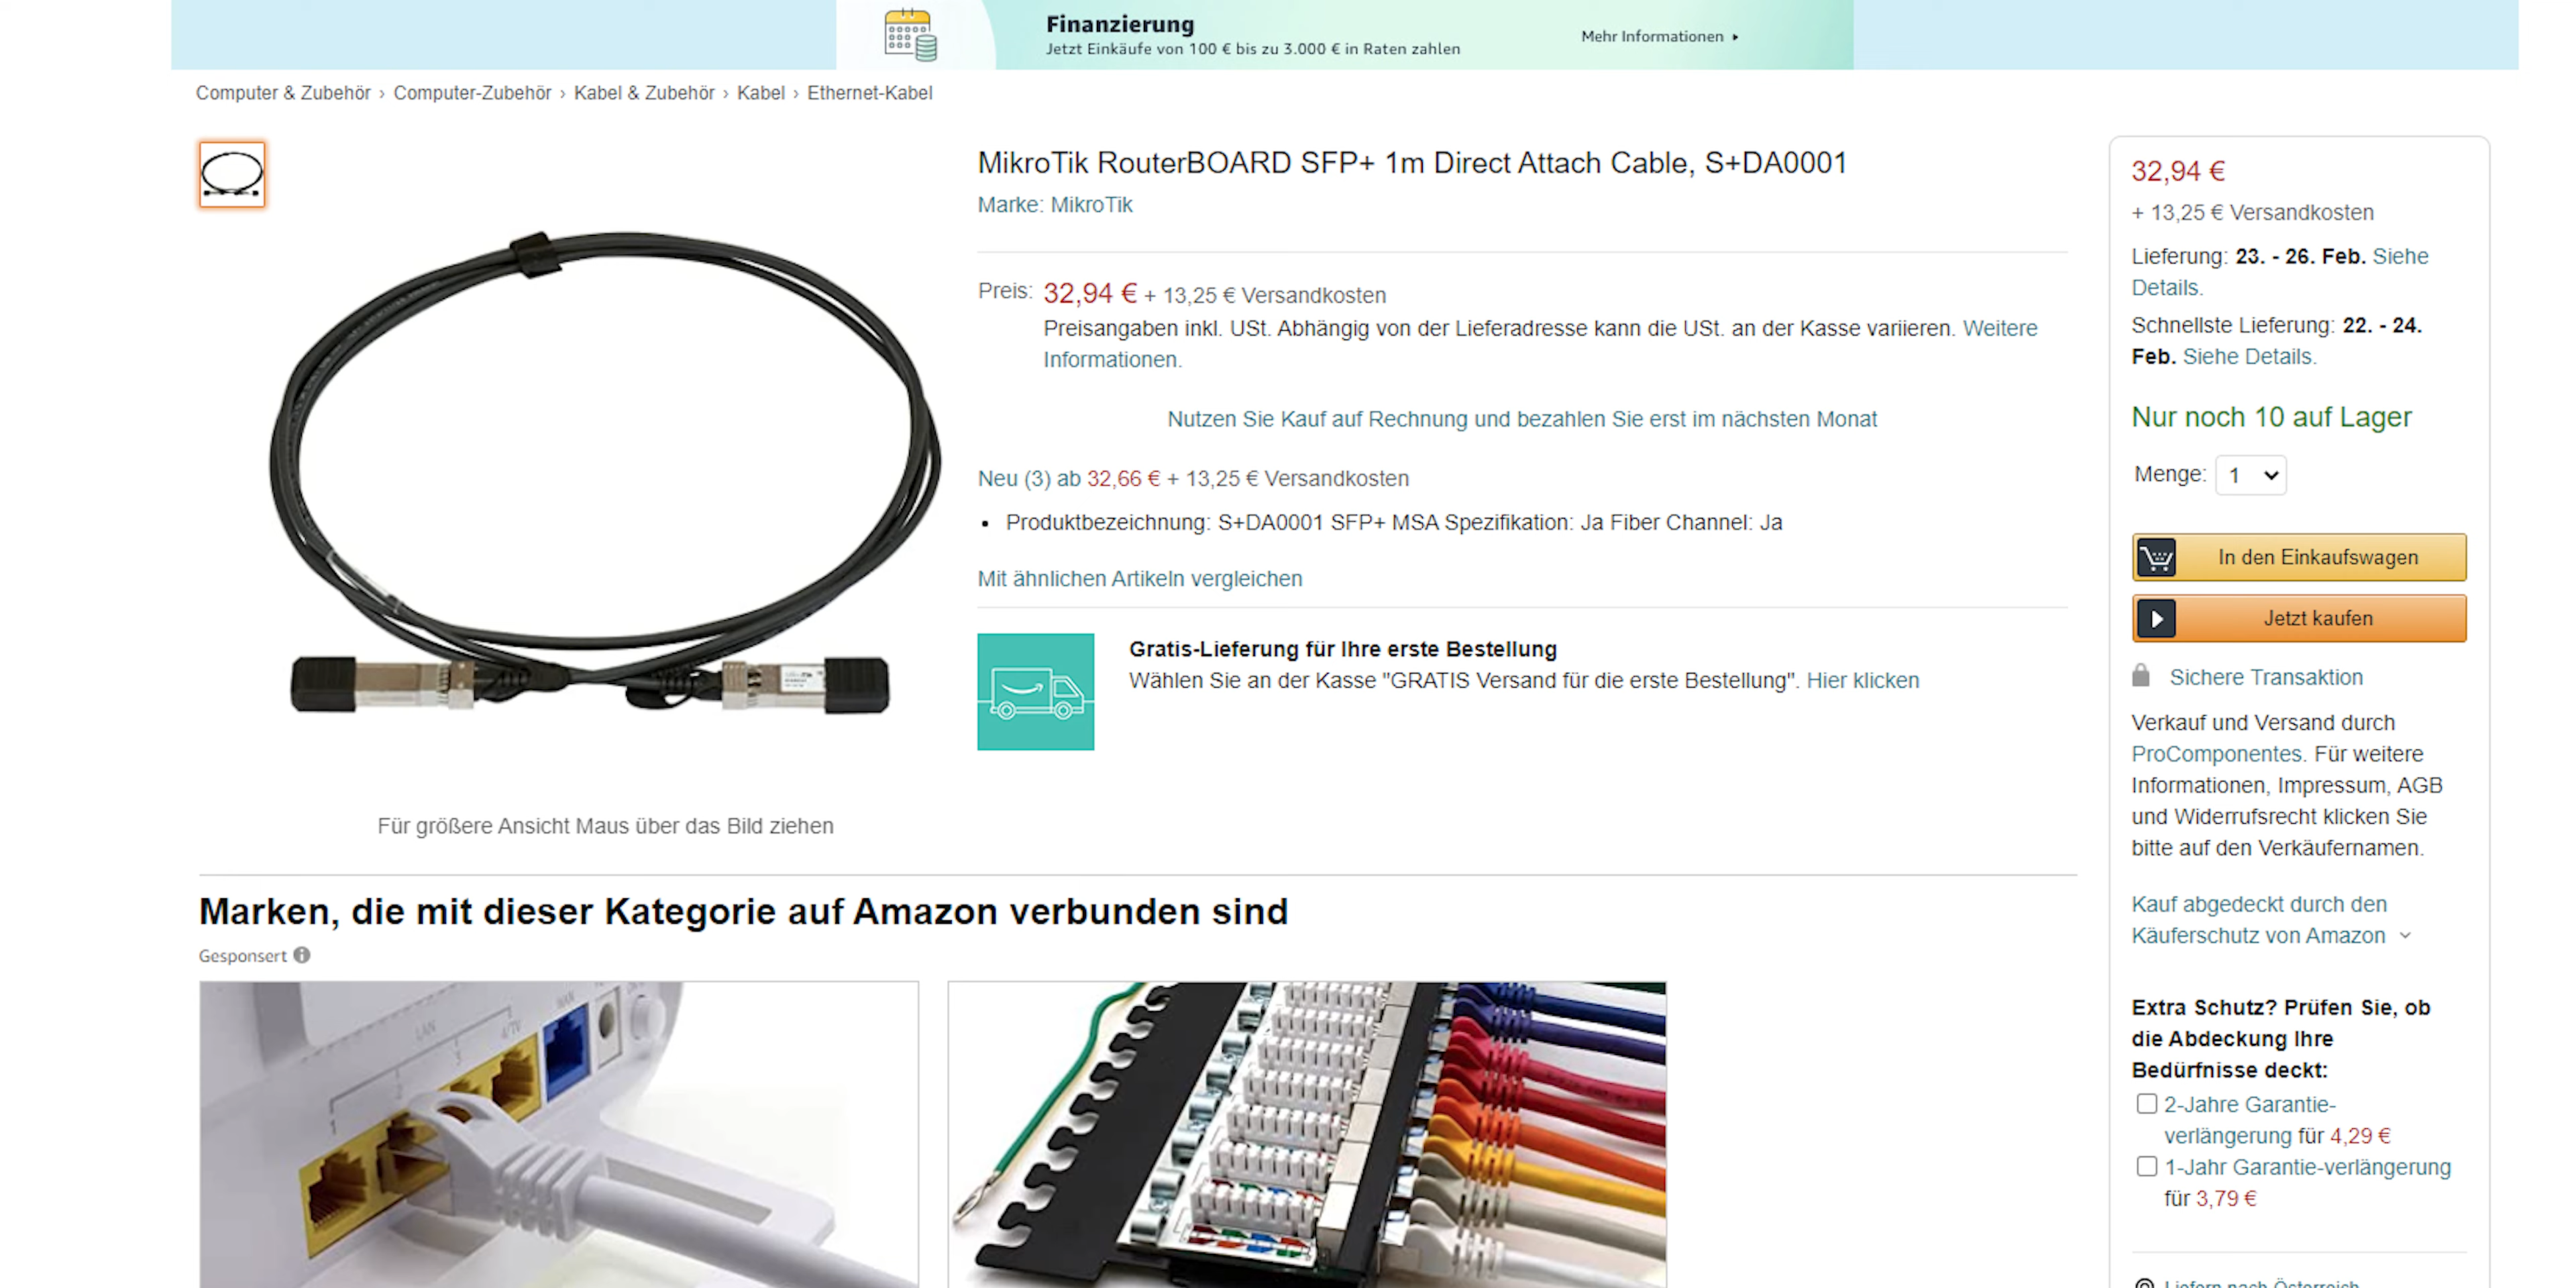 Finanzierung
Jetzt Einkäufe von 100 € bis zu 3.000 € in Raten zahlen
Mehr Informationen ▸
Computer & Zubehör › Computer-Zubehör › Kabel & Zubehör › Kabel › Ethernet-Kabel
MikroTik RouterBOARD SFP+ 1m Direct Attach Cable, S+DA0001
Marke: MikroTik
Preis: 32,94 € + 13,25 € Versandkosten
Preisangaben inkl. USt. Abhängig von der Lieferadresse kann die USt. an der Kasse variieren. Weitere
Informationen.
Nutzen Sie Kauf auf Rechnung und bezahlen Sie erst im nächsten Monat
Neu (3) ab 32,66 € + 13,25 € Versandkosten
• Produktbezeichnung: S+DA0001 SFP+ MSA Spezifikation: Ja Fiber Channel: Ja
Mit ähnlichen Artikeln vergleichen
Gratis-Lieferung für Ihre erste Bestellung
Wählen Sie an der Kasse "GRATIS Versand für die erste Bestellung". Hier klicken
Für größere Ansicht Maus über das Bild ziehen
32,94 €
+ 13,25 € Versandkosten
Lieferung: 23. - 26. Feb. Siehe
Details.
Schnellste Lieferung: 22. - 24.
Feb. Siehe Details.
Nur noch 10 auf Lager
Menge: 1
In den Einkaufswagen
Jetzt kaufen
Sichere Transaktion
Verkauf und Versand durch
ProComponentes. Für weitere
Informationen, Impressum, AGB
und Widerrufsrecht klicken Sie
bitte auf den Verkäufernamen.
Kauf abgedeckt durch den
Käuferschutz von Amazon
Extra Schutz? Prüfen Sie, ob
die Abdeckung Ihre
Bedürfnisse deckt:
2-Jahre Garantie-
verlängerung für 4,29 €
1-Jahr Garantie-verlängerung
für 3,79 €
Liefern nach Österreich
Marken, die mit dieser Kategorie auf Amazon verbunden sind
Gesponsert
LAN
4/TV
WAN
3
2
1